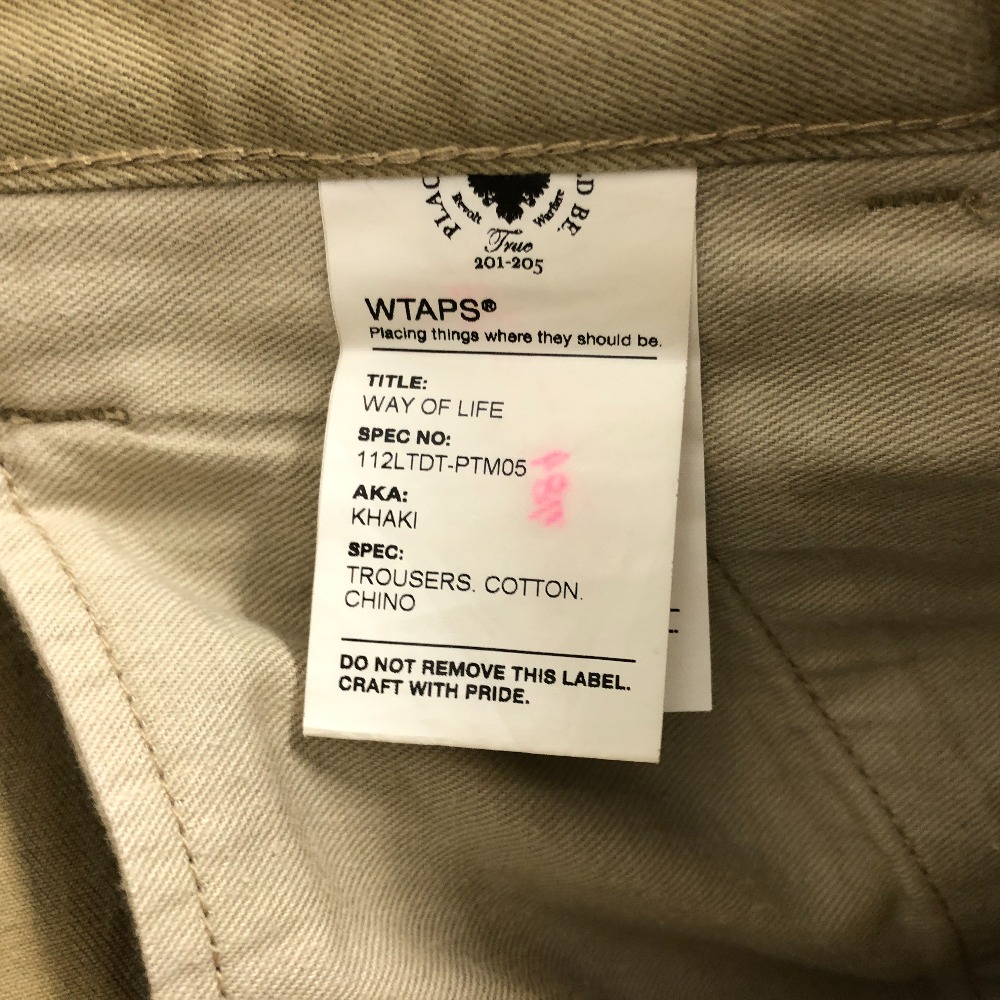 PLAC
D BE.
Revolt Warfare
True
201-205
WTAPS®
Placing things where they should be.
TITLE:
WAY OF LIFE
SPEC NO:
112LTDT-PTM05
AKA:
KHAKI
SPEC:
TROUSERS. COTTON.
CHINO
DO NOT REMOVE THIS LABEL.
CRAFT WITH PRIDE.